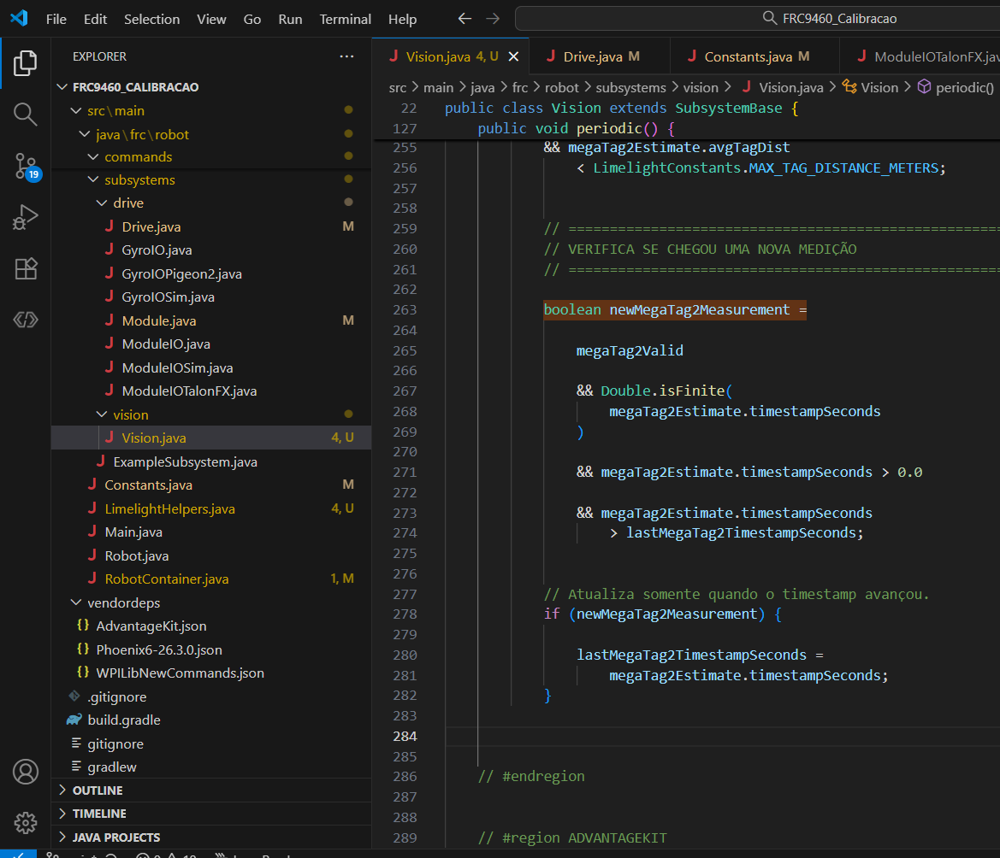 File Edit Selection View Go Run Terminal Help
FRC9460_Calibracao
EXPLORER
FRC9460_CALIBRACAO
src\main
java\frc\robot
commands
subsystems
drive
Drive.java M
GyroIO.java
GyroIOPigeon2.java
GyroIOSim.java
Module.java M
ModuleIO.java
ModuleIOSim.java
ModuleIOTalonFX.java
vision
Vision.java 4, U
ExampleSubsystem.java
Constants.java M
LimelightHelpers.java 4, U
Main.java
Robot.java
RobotContainer.java 1, M
vendordeps
AdvantageKit.json
Phoenix6-26.3.0.json
WPILibNewCommands.json
.gitignore
build.gradle
gitignore
gradlew
OUTLINE
TIMELINE
JAVA PROJECTS
19
Vision.java 4, U Drive.java M Constants.java M ModuleIOTalonFX.jav
src > main > java > frc > robot > subsystems > vision > Vision.java > Vision > periodic()
22 public class Vision extends SubsystemBase {
127 public void periodic() {
255 && megaTag2Estimate.avgTagDist
256 < LimelightConstants.MAX_TAG_DISTANCE_METERS;
257
258
259 // =====================================================
260 // VERIFICA SE CHEGOU UMA NOVA MEDIÇÃO
261 // =====================================================
262
263 boolean newMegaTag2Measurement =
264
265 megaTag2Valid
266
267 && Double.isFinite(
268 megaTag2Estimate.timestampSeconds
269 )
270
271 && megaTag2Estimate.timestampSeconds > 0.0
272
273 && megaTag2Estimate.timestampSeconds
274 > lastMegaTag2TimestampSeconds;
275
276
277 // Atualiza somente quando o timestamp avançou.
278 if (newMegaTag2Measurement) {
279
280 lastMegaTag2TimestampSeconds =
281 megaTag2Estimate.timestampSeconds;
282 }
283
284
285
286 // #endregion
287
288
289 // #region ADVANTAGEKIT